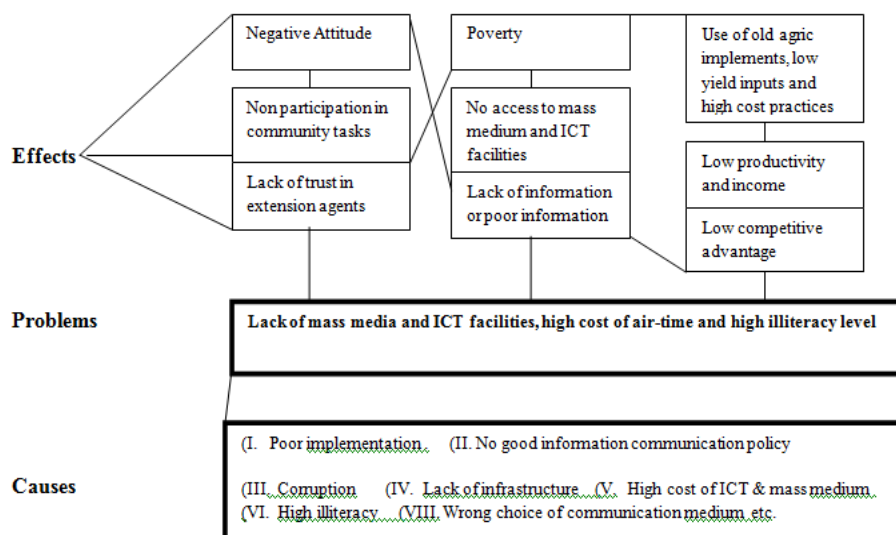 Negative Attitude
Poverty
Use of old agric
implements, low
yield inputs and
high cost practices
Effects
Non participation in
community tasks
Lack of trust in
extension agents
No access to mass
medium and ICT
facilities
Lack of information
or poor information
Low productivity
and income
Low competitive
advantage
Problems
Lack of mass media and ICT facilities, high cost of air-time and high illiteracy level
Causes
(I. Poor implementation (II. No good information communication policy
(III. Corruption (IV. Lack of infrastructure (V. High cost of ICT & mass medium
(VI. High illiteracy (VIII. Wrong choice of communication medium etc.